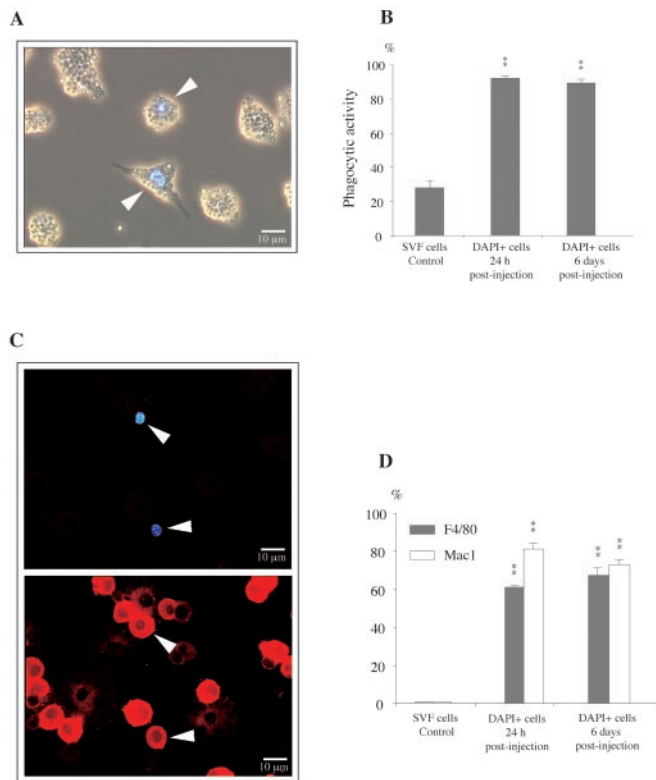 A
10 µm
B
%
100
80
60
40
20
0
Phagocytic activity
**
**
SVF cells
Control
DAPI+ cells
24 h
post-injection
DAPI+ cells
6 days
post-injection
C
10 µm
10 µm
D
%
100
80
60
40
20
0
F4/80
Mac1
**
**
**
**
SVF cells
Control
DAPI+ cells
24 h
post-injection
DAPI+ cells
6 days
post-injection